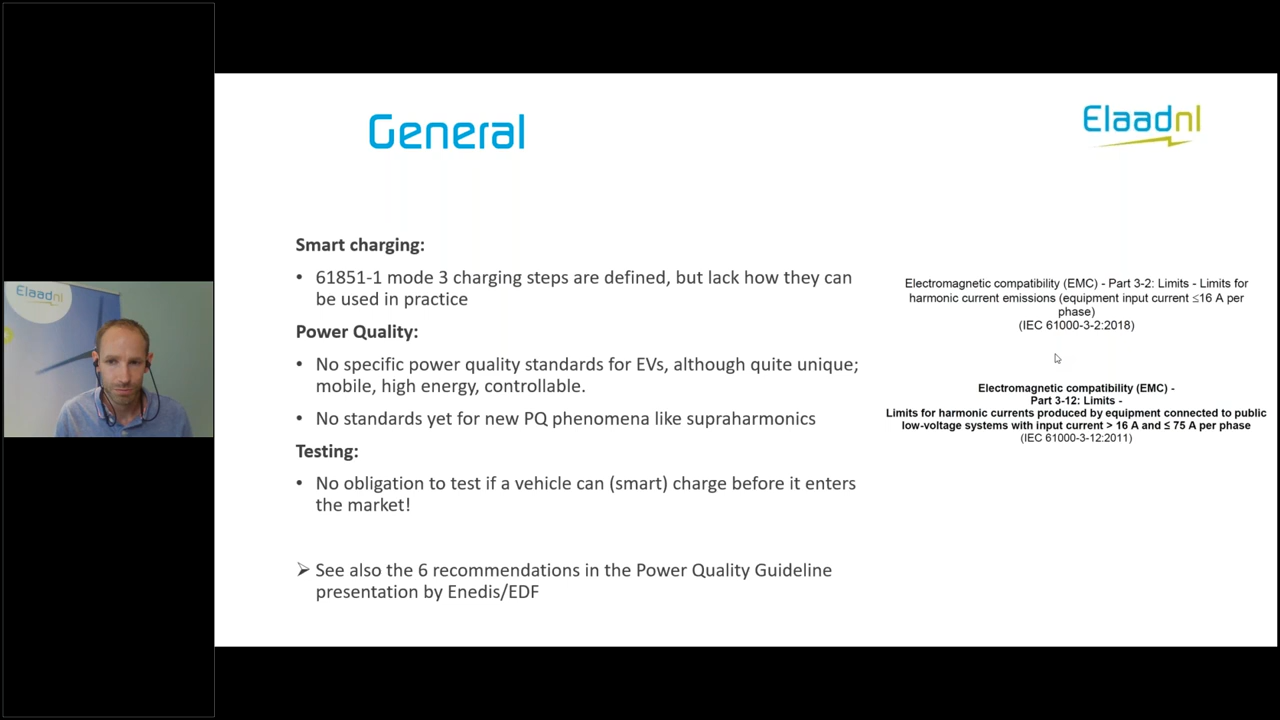 General
Elaadnl
Smart charging:
• 61851-1 mode 3 charging steps are defined, but lack how they can
be used in practice
Power Quality:
• No specific power quality standards for EVs, although quite unique;
mobile, high energy, controllable.
• No standards yet for new PQ phenomena like supraharmonics
Testing:
• No obligation to test if a vehicle can (smart) charge before it enters
the market!
➢ See also the 6 recommendations in the Power Quality Guideline
presentation by Enedis/EDF
Electromagnetic compatibility (EMC) - Part 3-2: Limits - Limits for
harmonic current emissions (equipment input current ≤16 A per
phase)
(IEC 61000-3-2:2018)
Electromagnetic compatibility (EMC) -
Part 3-12: Limits -
Limits for harmonic currents produced by equipment connected to public
low-voltage systems with input current > 16 A and ≤ 75 A per phase
(IEC 61000-3-12:2011)
Elaadnl